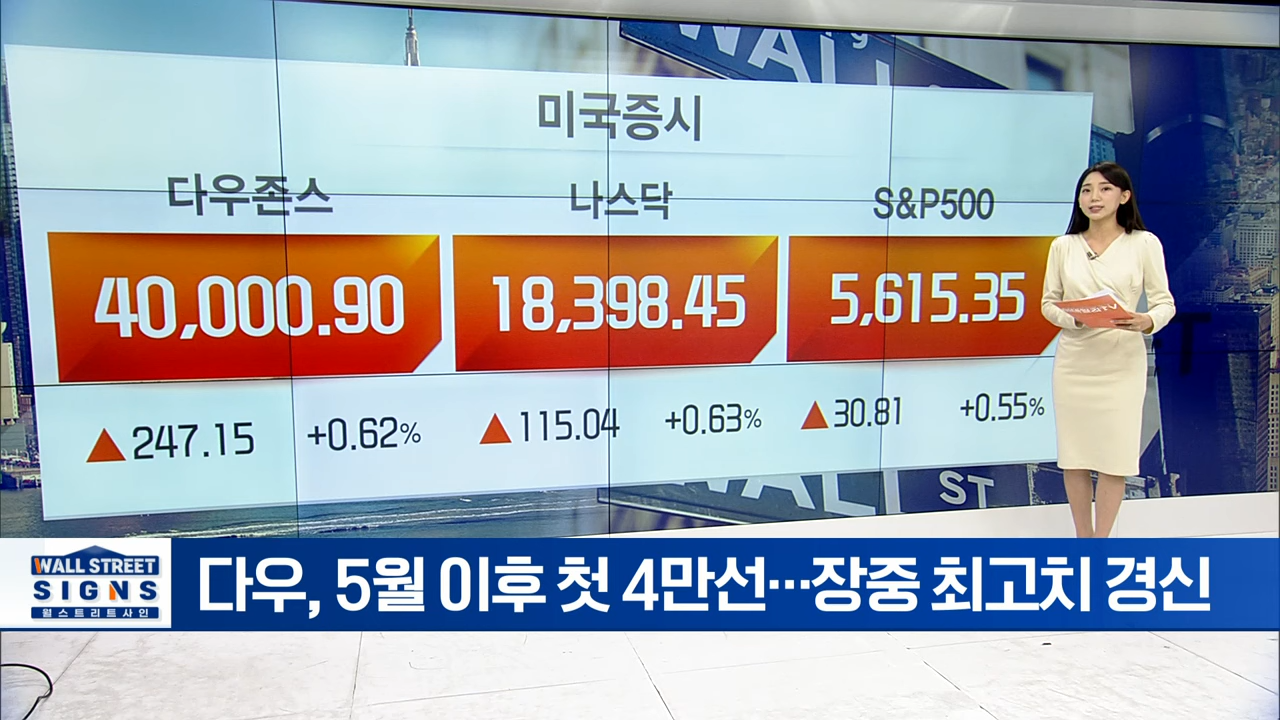 WALL
미국증시
다우존스 나스닥 S&P500
40,000.90 18,398.45 5,615.35
▲247.15 +0.62% ▲115.04 +0.63% ▲30.81 +0.55%
WALL ST
WALL STREET
SIGNS
월스트리트사인
다우, 5월 이후 첫 4만선…장중 최고치 경신